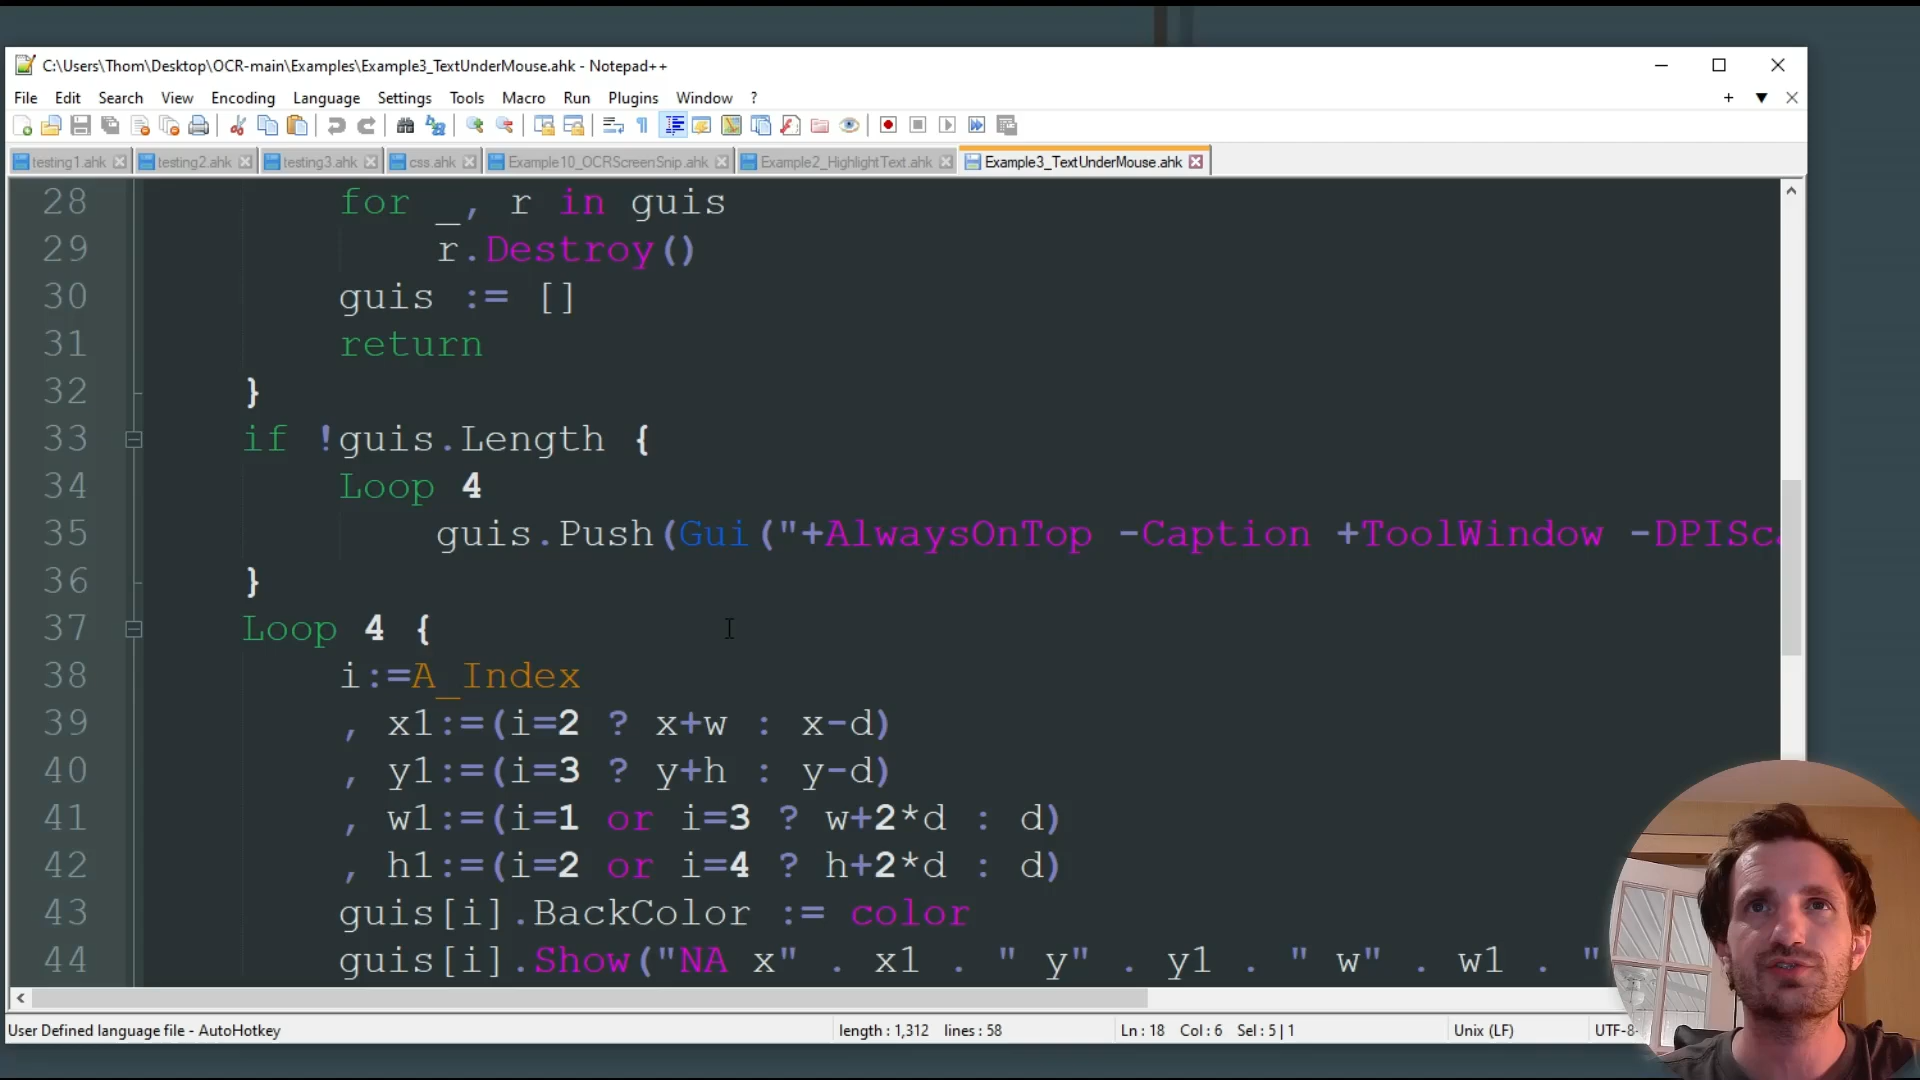 C:\Users\Thom\Desktop\OCR-main\Examples\Example3_TextUnderMouse.ahk - Notepad++
File Edit Search View Encoding Language Settings Tools Macro Run Plugins Window ?
testing1.ahk testing2.ahk testing3.ahk css.ahk Example10_OCRScreenSnip.ahk Example2_HighlightText.ahk Example3_TextUnderMouse.ahk
28 for _, r in guis
29 r.Destroy()
30 guis := []
31 return
32 }
33 if !guis.Length {
34 Loop 4
35 guis.Push(Gui("+AlwaysOnTop -Caption +ToolWindow -DPISca
36 }
37 Loop 4 {
38 i:=A_Index
39 , x1:=(i=2 ? x+w : x-d)
40 , y1:=(i=3 ? y+h : y-d)
41 , w1:=(i=1 or i=3 ? w+2*d : d)
42 , h1:=(i=2 or i=4 ? h+2*d : d)
43 guis[i].BackColor := color
44 guis[i].Show("NA x" . x1 . " y" . y1 . " w" . w1 . "
User Defined language file - AutoHotkey length : 1,312 lines : 58 Ln : 18 Col : 6 Sel : 5 | 1 Unix (LF) UTF-8-